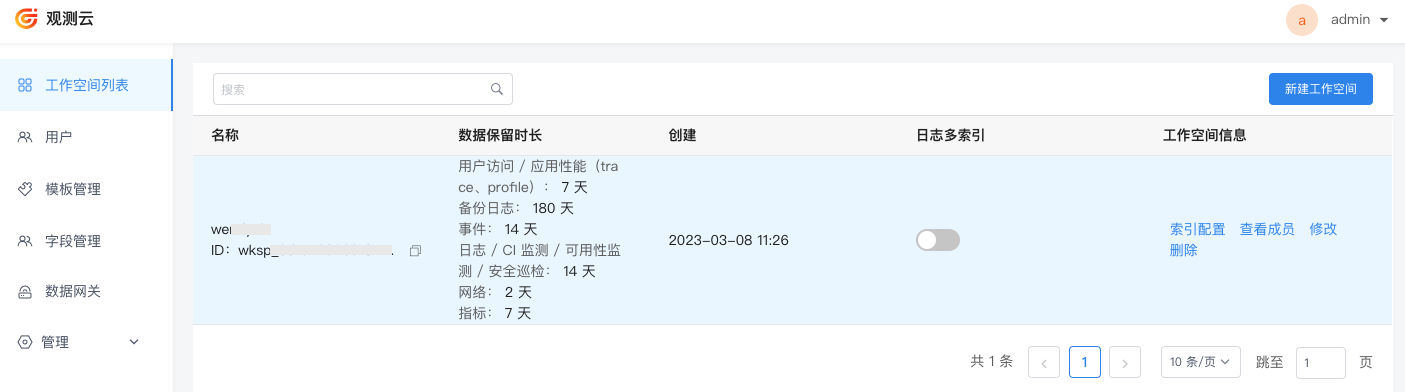 观测云
a admin
工作空间列表
用户
模板管理
字段管理
数据网关
管理
搜索
新建工作空间
名称 数据保留时长 创建 日志多索引 工作空间信息
ID: wksp_
用户访问 / 应用性能（tra
ce、profile）： 7 天
备份日志： 180 天
事件： 14 天
日志 / CI 监测 / 可用性监
测 / 安全巡检： 14 天
网络： 2 天
指标： 7 天
2023-03-08 11:26
索引配置 查看成员 修改
删除
共 1 条 1 10 条/页 跳至 1 页